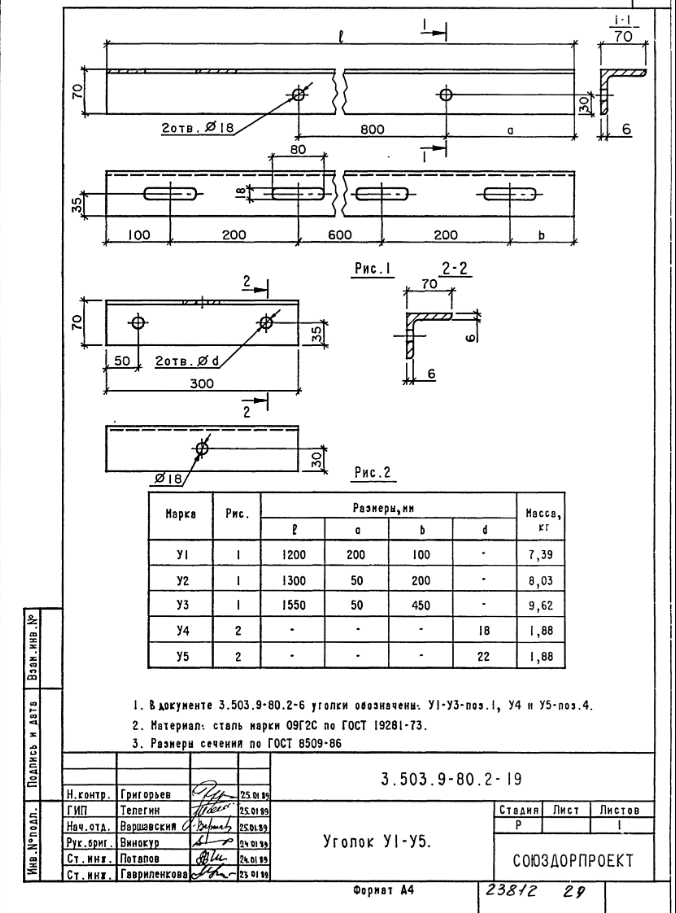 1
1-1
ℓ
70
70
2отв. Ø18
800
a
30
6
1
80
18
35
100
200
600
200
b
Рис.1
2-2
70
2
70
35
50
2отв. Ød
300
6
6
2
Ø18
30
Рис.2
Марка Рис. Размеры, мм Масса, кг
ℓ a b d
У1 1 1200 200 100 - 7,39
У2 1 1300 50 200 - 8,03
У3 1 1550 50 450 - 9,62
У4 2 - - - 18 1,88
У5 2 - - - 22 1,88
1. В документе 3.503.9-80.2-6 уголки обозначены: У1-У3-поз.1, У4 и У5-поз.4.
2. Материал: сталь марки 09Г2С по ГОСТ 19281-73.
3. Размеры сечений по ГОСТ 8509-86
Взам.инв.№
Подпись и дата
Инв.№подл.
3.503.9-80.2-19
Н.контр. Григорьев 25.01.89
ГИП Телегин 25.01.89
Нач.отд. Варшавский 25.01.89
Рук.бриг. Винокур 24.01.89
Ст.инж. Потапов 24.01.89
Ст.инж. Гавриленкова 23.01.89
Уголок У1-У5.
Стадия Лист Листов
Р 1
СОЮЗДОРПРОЕКТ
Формат А4
23812 29